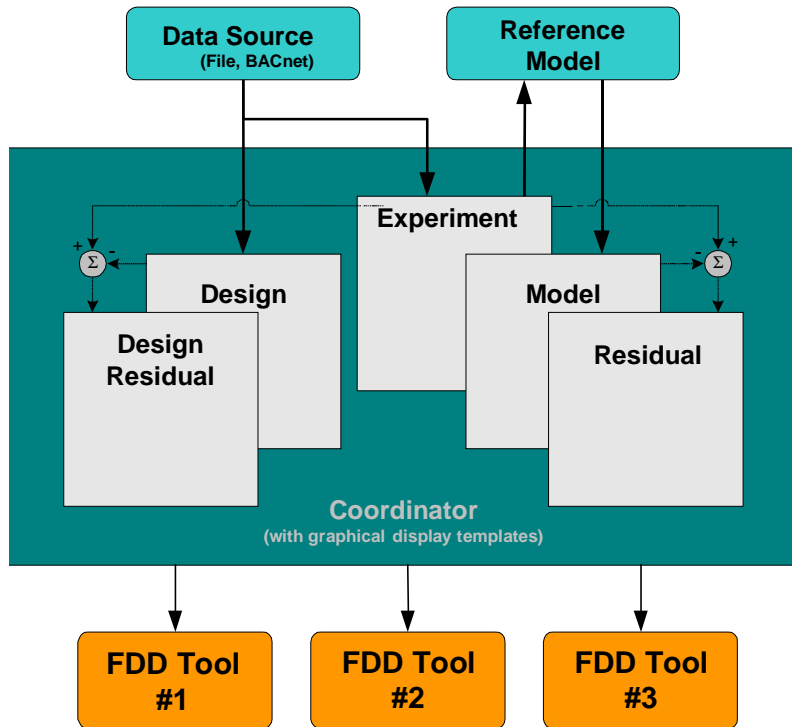 Data Source
(File, BACnet)
Reference
Model
Experiment
+
-
Σ
-
+
Σ
Design
Model
Design
Residual
Residual
Coordinator
(with graphical display templates)
FDD Tool
#1
FDD Tool
#2
FDD Tool
#3